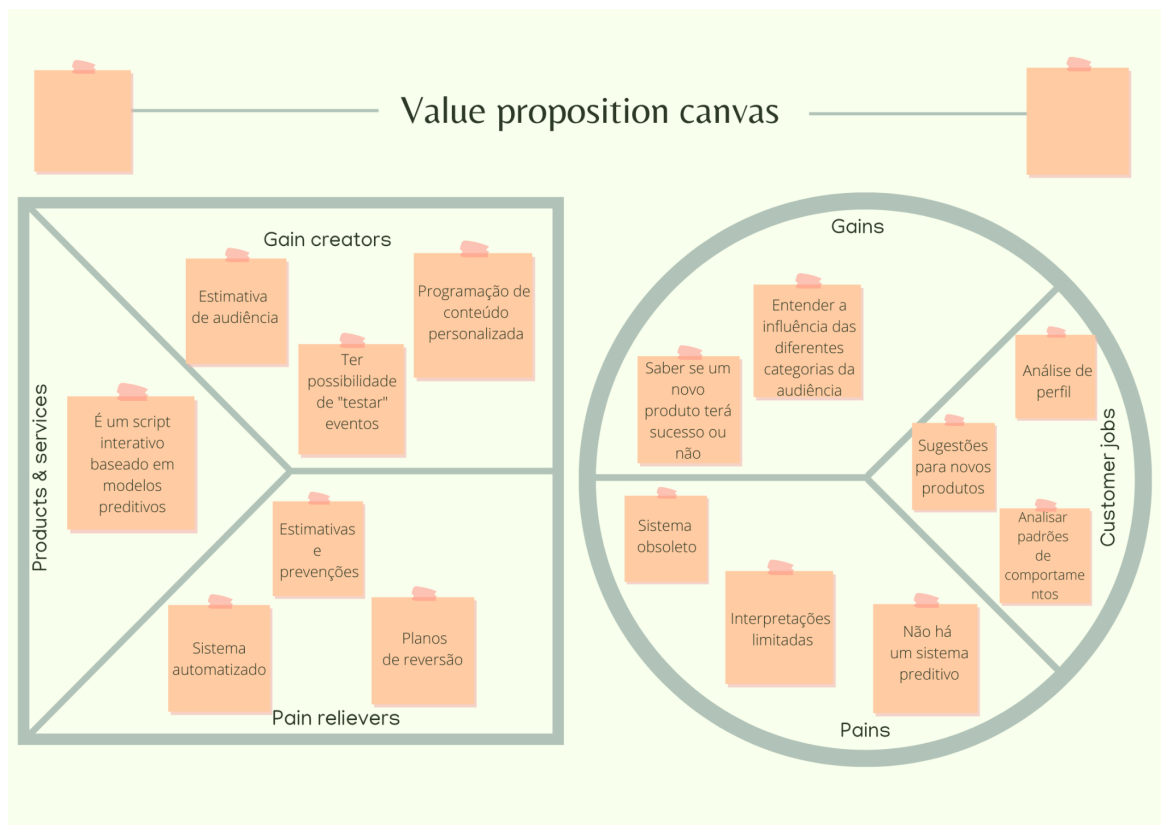 Value proposition canvas
Gain creators
Estimativa
de audiência
Ter
possibilidade
de "testar"
eventos
Programação de
conteúdo
personalizada
Products & services
É um script
interativo
baseado em
modelos
preditivos
Estimativas
e
prevenções
Sistema
automatizado
Planos
de reversão
Pain relievers
Gains
Entender a
influência das
diferentes
categorias da
audiência
Saber se um
novo
produto terá
sucesso ou
não
Customer jobs
Análise de
perfil
Sugestões
para novos
produtos
Analisar
padrões
de
comportame
ntos
Sistema
obsoleto
Interpretações
limitadas
Não há
um sistema
preditivo
Pains